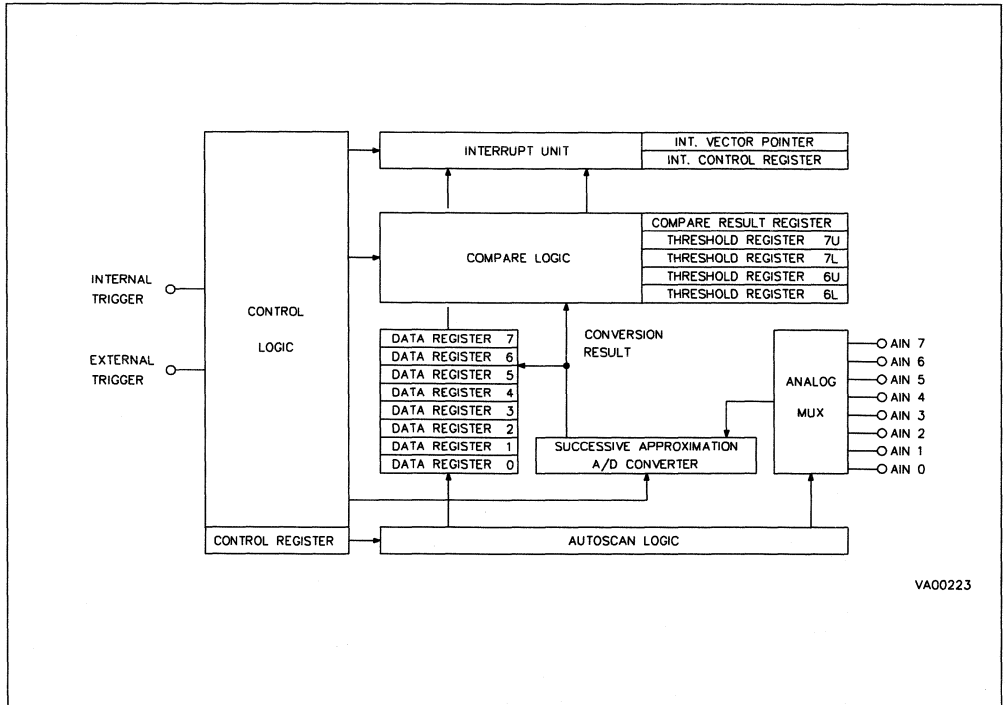 INTERRUPT UNIT
INT. VECTOR POINTER
INT. CONTROL REGISTER
COMPARE LOGIC
COMPARE RESULT REGISTER
THRESHOLD REGISTER 7U
THRESHOLD REGISTER 7L
THRESHOLD REGISTER 6U
THRESHOLD REGISTER 6L
INTERNAL
TRIGGER
EXTERNAL
TRIGGER
CONTROL
LOGIC
CONTROL REGISTER
DATA REGISTER 7
DATA REGISTER 6
DATA REGISTER 5
DATA REGISTER 4
DATA REGISTER 3
DATA REGISTER 2
DATA REGISTER 1
DATA REGISTER 0
CONVERSION
RESULT
SUCCESSIVE APPROXIMATION
A/D CONVERTER
ANALOG
MUX
AIN 7
AIN 6
AIN 5
AIN 4
AIN 3
AIN 2
AIN 1
AIN 0
AUTOSCAN LOGIC
VA00223